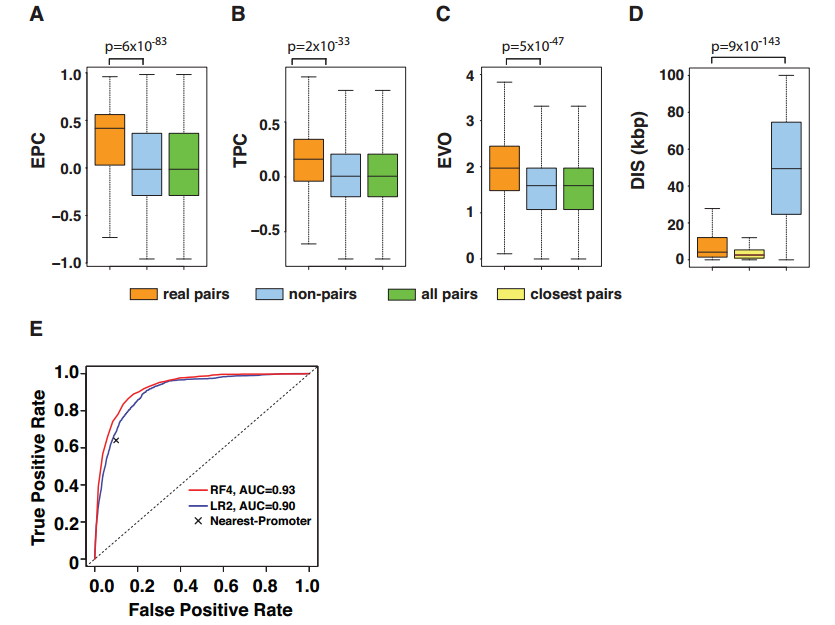 A
B
C
D
p=6x10-83
p=2x10-33
p=5x10-47
p=9x10-143
EPC
1.0
0.5
0.0
−0.5
−1.0
TPC
0.5
0.0
−0.5
EVO
4
3
2
1
0
DIS (kbp)
100
80
60
40
20
0
real pairs
non-pairs
all pairs
closest pairs
E
True Positive Rate
1.0
0.8
0.6
0.4
0.2
0
RF4, AUC=0.93
LR2, AUC=0.90
Nearest-Promoter
0.0 0.2 0.4 0.6 0.8 1.0
False Positive Rate